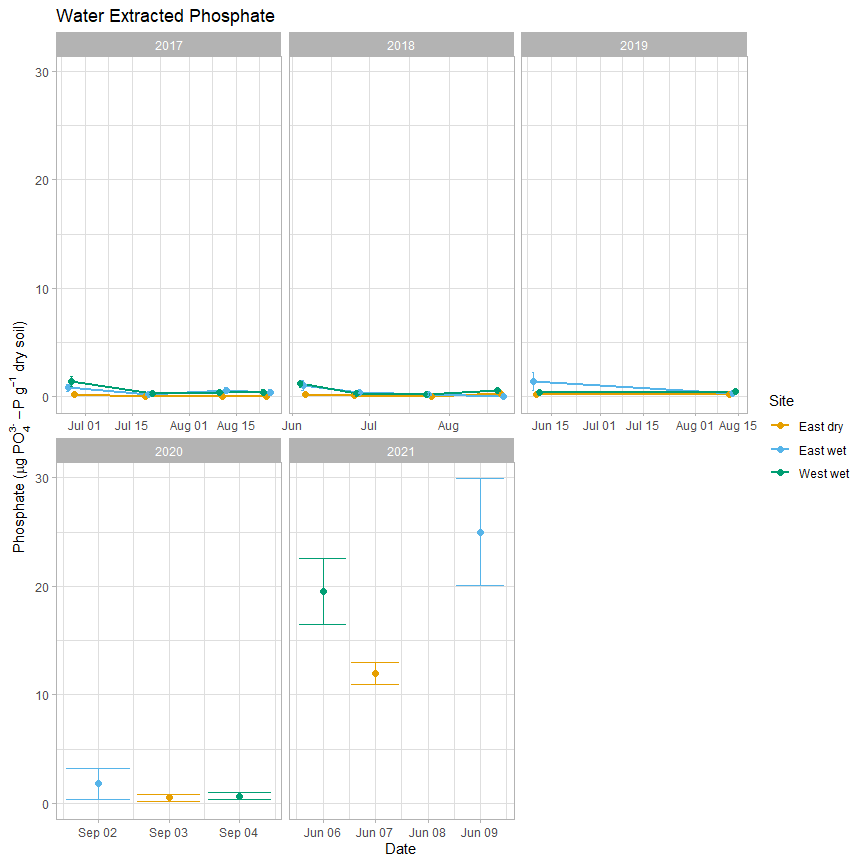 Water Extracted Phosphate
2017 2018 2019
30
20
10
0
Jul 01 Jul 15 Aug 01 Aug 15 Jun Jul Aug Jun 15 Jul 01 Jul 15 Aug 01 Aug 15
Phosphate (μg PO₄³⁻ – P g⁻¹ dry soil)
Site
East dry
East wet
West wet
2020 2021
30
20
10
0
Sep 02 Sep 03 Sep 04 Jun 06 Jun 07 Jun 08 Jun 09
Date